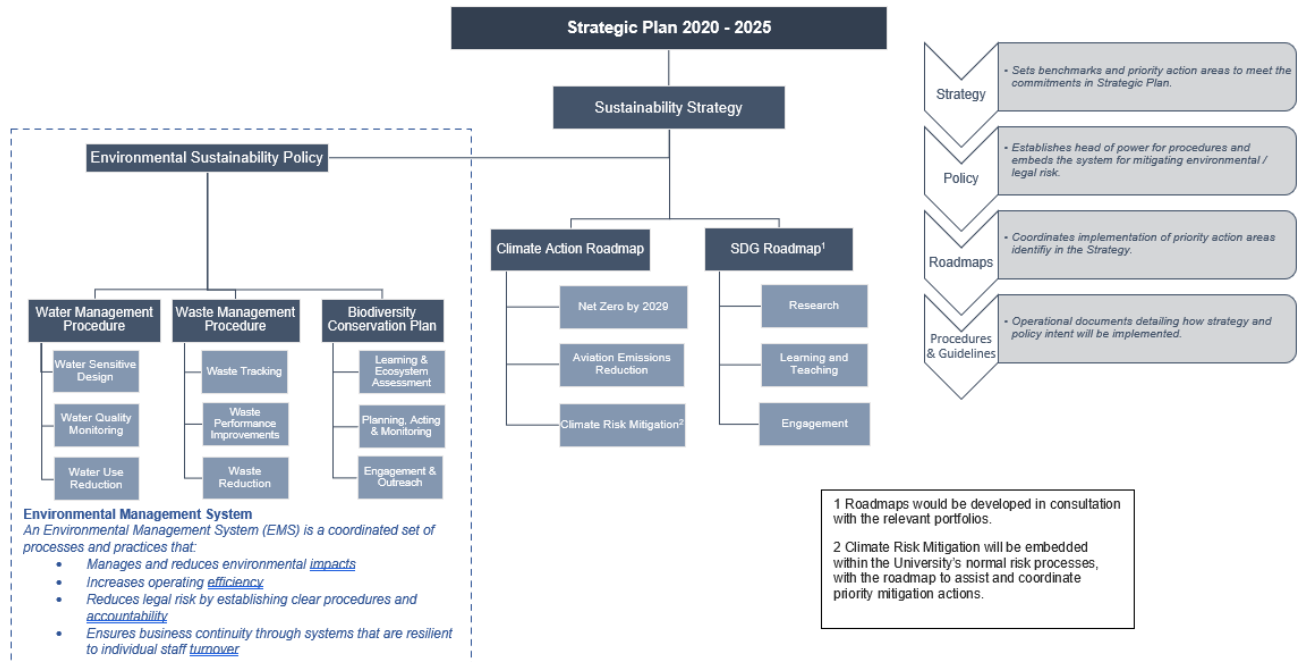 Strategic Plan 2020 - 2025
Sustainability Strategy
Environmental Sustainability Policy
Climate Action Roadmap
SDG Roadmap¹
Net Zero by 2029
Aviation Emissions
Reduction
Climate Risk Mitigation²
Research
Learning and
Teaching
Engagement
Water Management
Procedure
Water Sensitive
Design
Water Quality
Monitoring
Water Use
Reduction
Waste Management
Procedure
Waste Tracking
Waste
Performance
Improvements
Waste
Reduction
Biodiversity
Conservation Plan
Learning &
Ecosystem
Assessment
Planning, Acting
& Monitoring
Engagement &
Outreach
Environmental Management System
An Environmental Management System (EMS) is a coordinated set of
processes and practices that:
• Manages and reduces environmental impacts
• Increases operating efficiency
• Reduces legal risk by establishing clear procedures and
accountability
• Ensures business continuity through systems that are resilient
to individual staff turnover
Strategy
• Sets benchmarks and priority action areas to meet the
commitments in Strategic Plan.
Policy
• Establishes head of power for procedures and
embeds the system for mitigating environmental /
legal risk.
Roadmaps
• Coordinates implementation of priority action areas
identifiy in the Strategy.
Procedures
& Guidelines
• Operational documents detailing how strategy and
policy intent will be implemented.
1 Roadmaps would be developed in consultation
with the relevant portfolios.
2 Climate Risk Mitigation will be embedded
within the University's normal risk processes,
with the roadmap to assist and coordinate
priority mitigation actions.